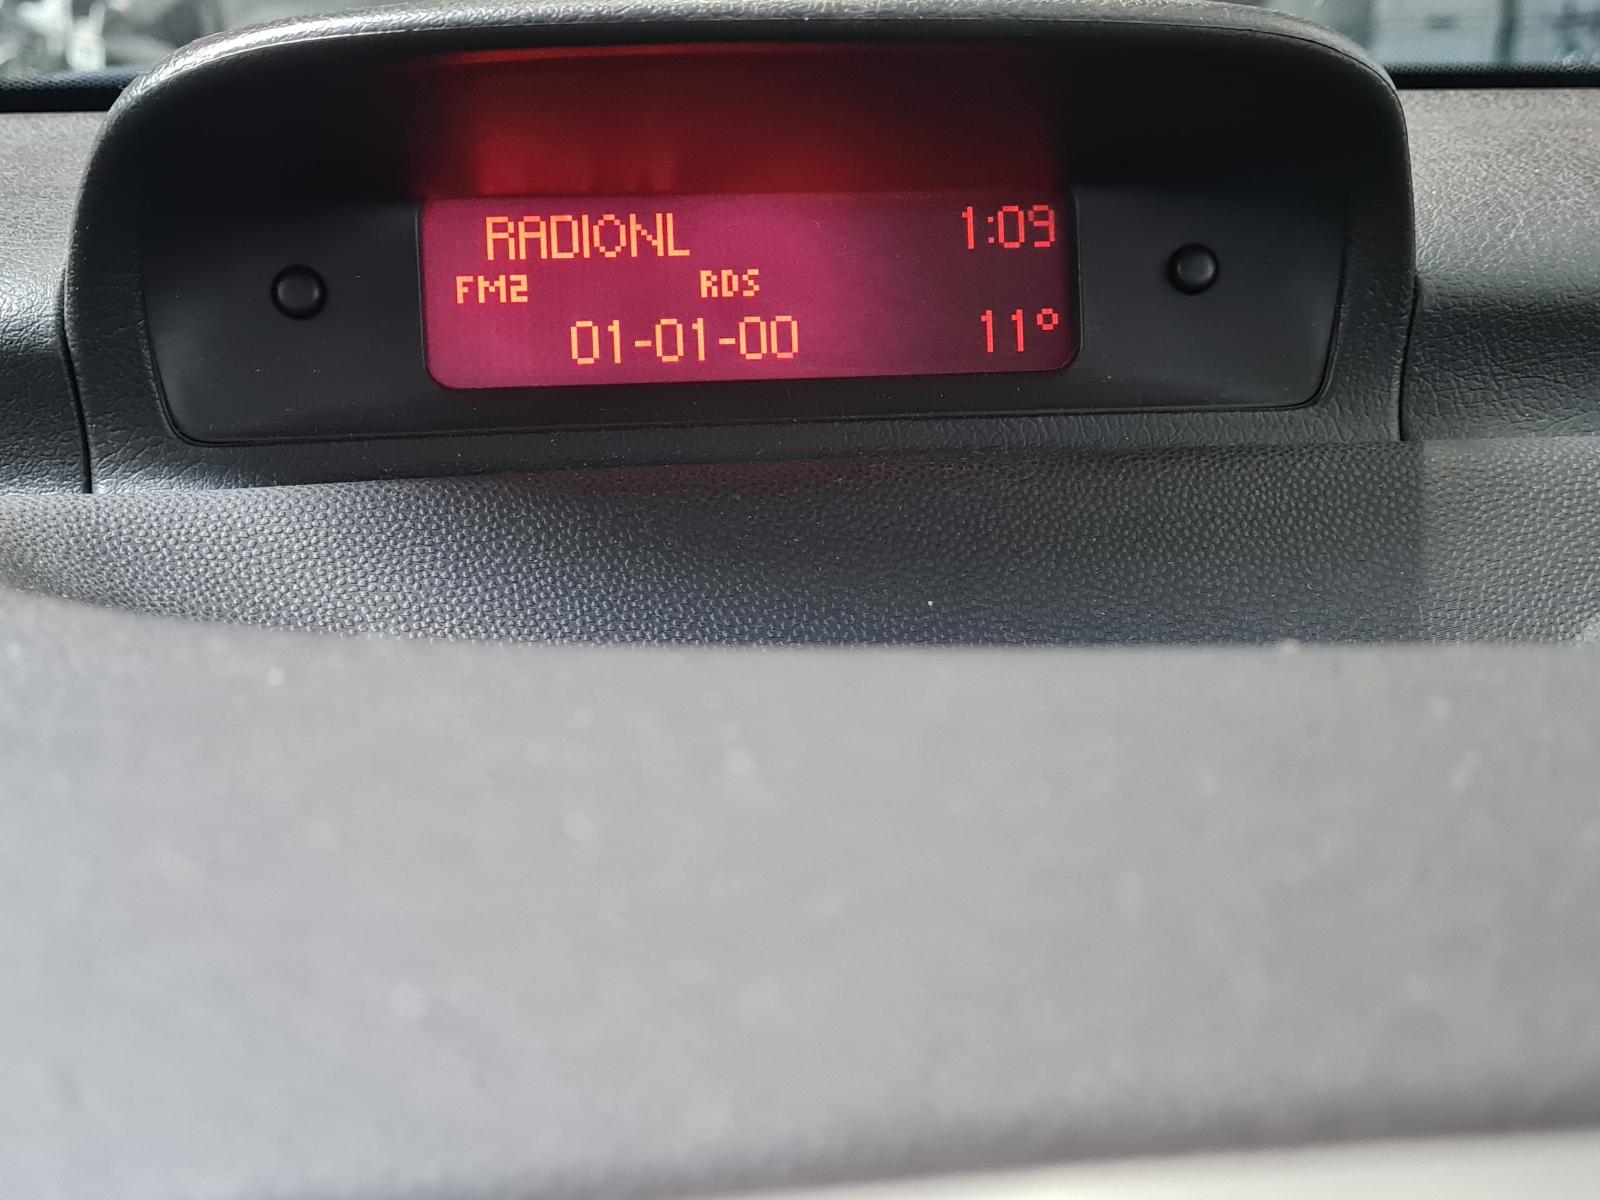 RADIONL 1:09
FM2 RDS
01-01-00 11°